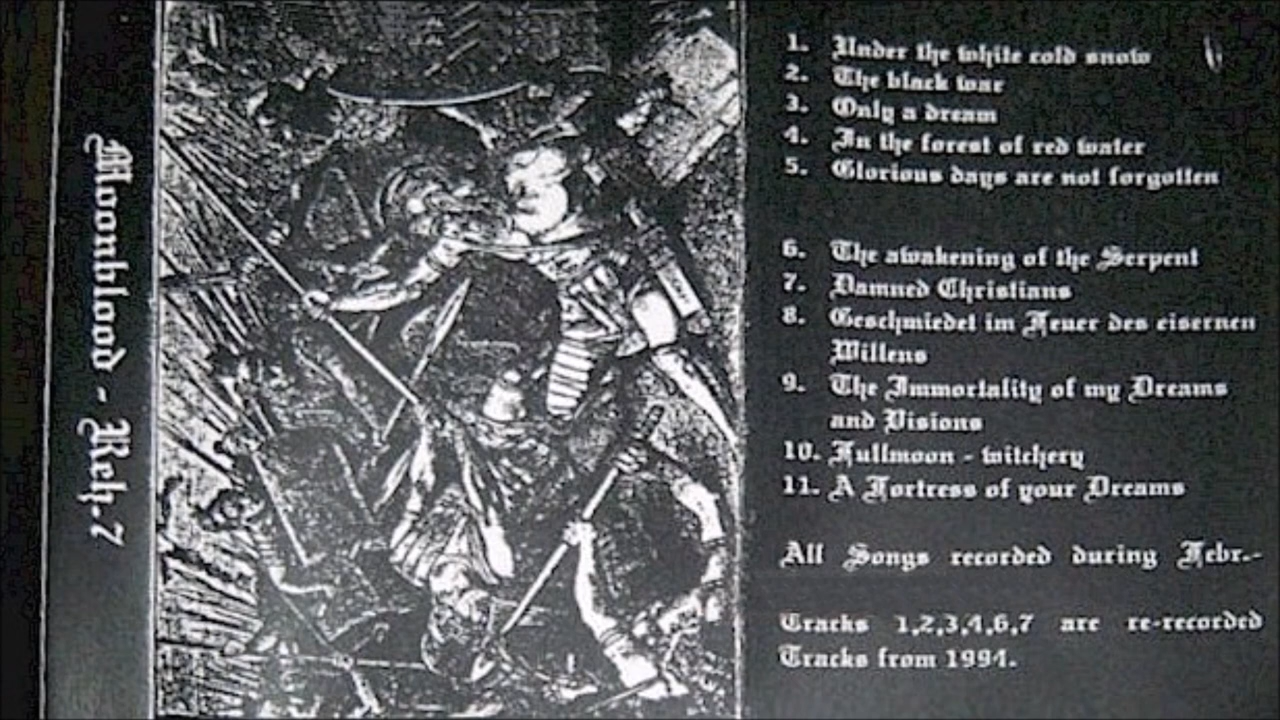 Moonblood - Reh.7
1. Under the white cold snow
2. The black war
3. Only a dream
4. In the forest of red water
5. Glorious days are not forgotten
6. The awakening of the Serpent
7. Damned Christians
8. Geschmiedet im Feuer des eisernen
Willens
9. The Immortality of my Dreams
and Visions
10. Fullmoon - witchery
11. A Fortress of your Dreams
All Songs recorded during Febr.-
Tracks 1,2,3,4,6,7 are re-recorded
Tracks from 1994.